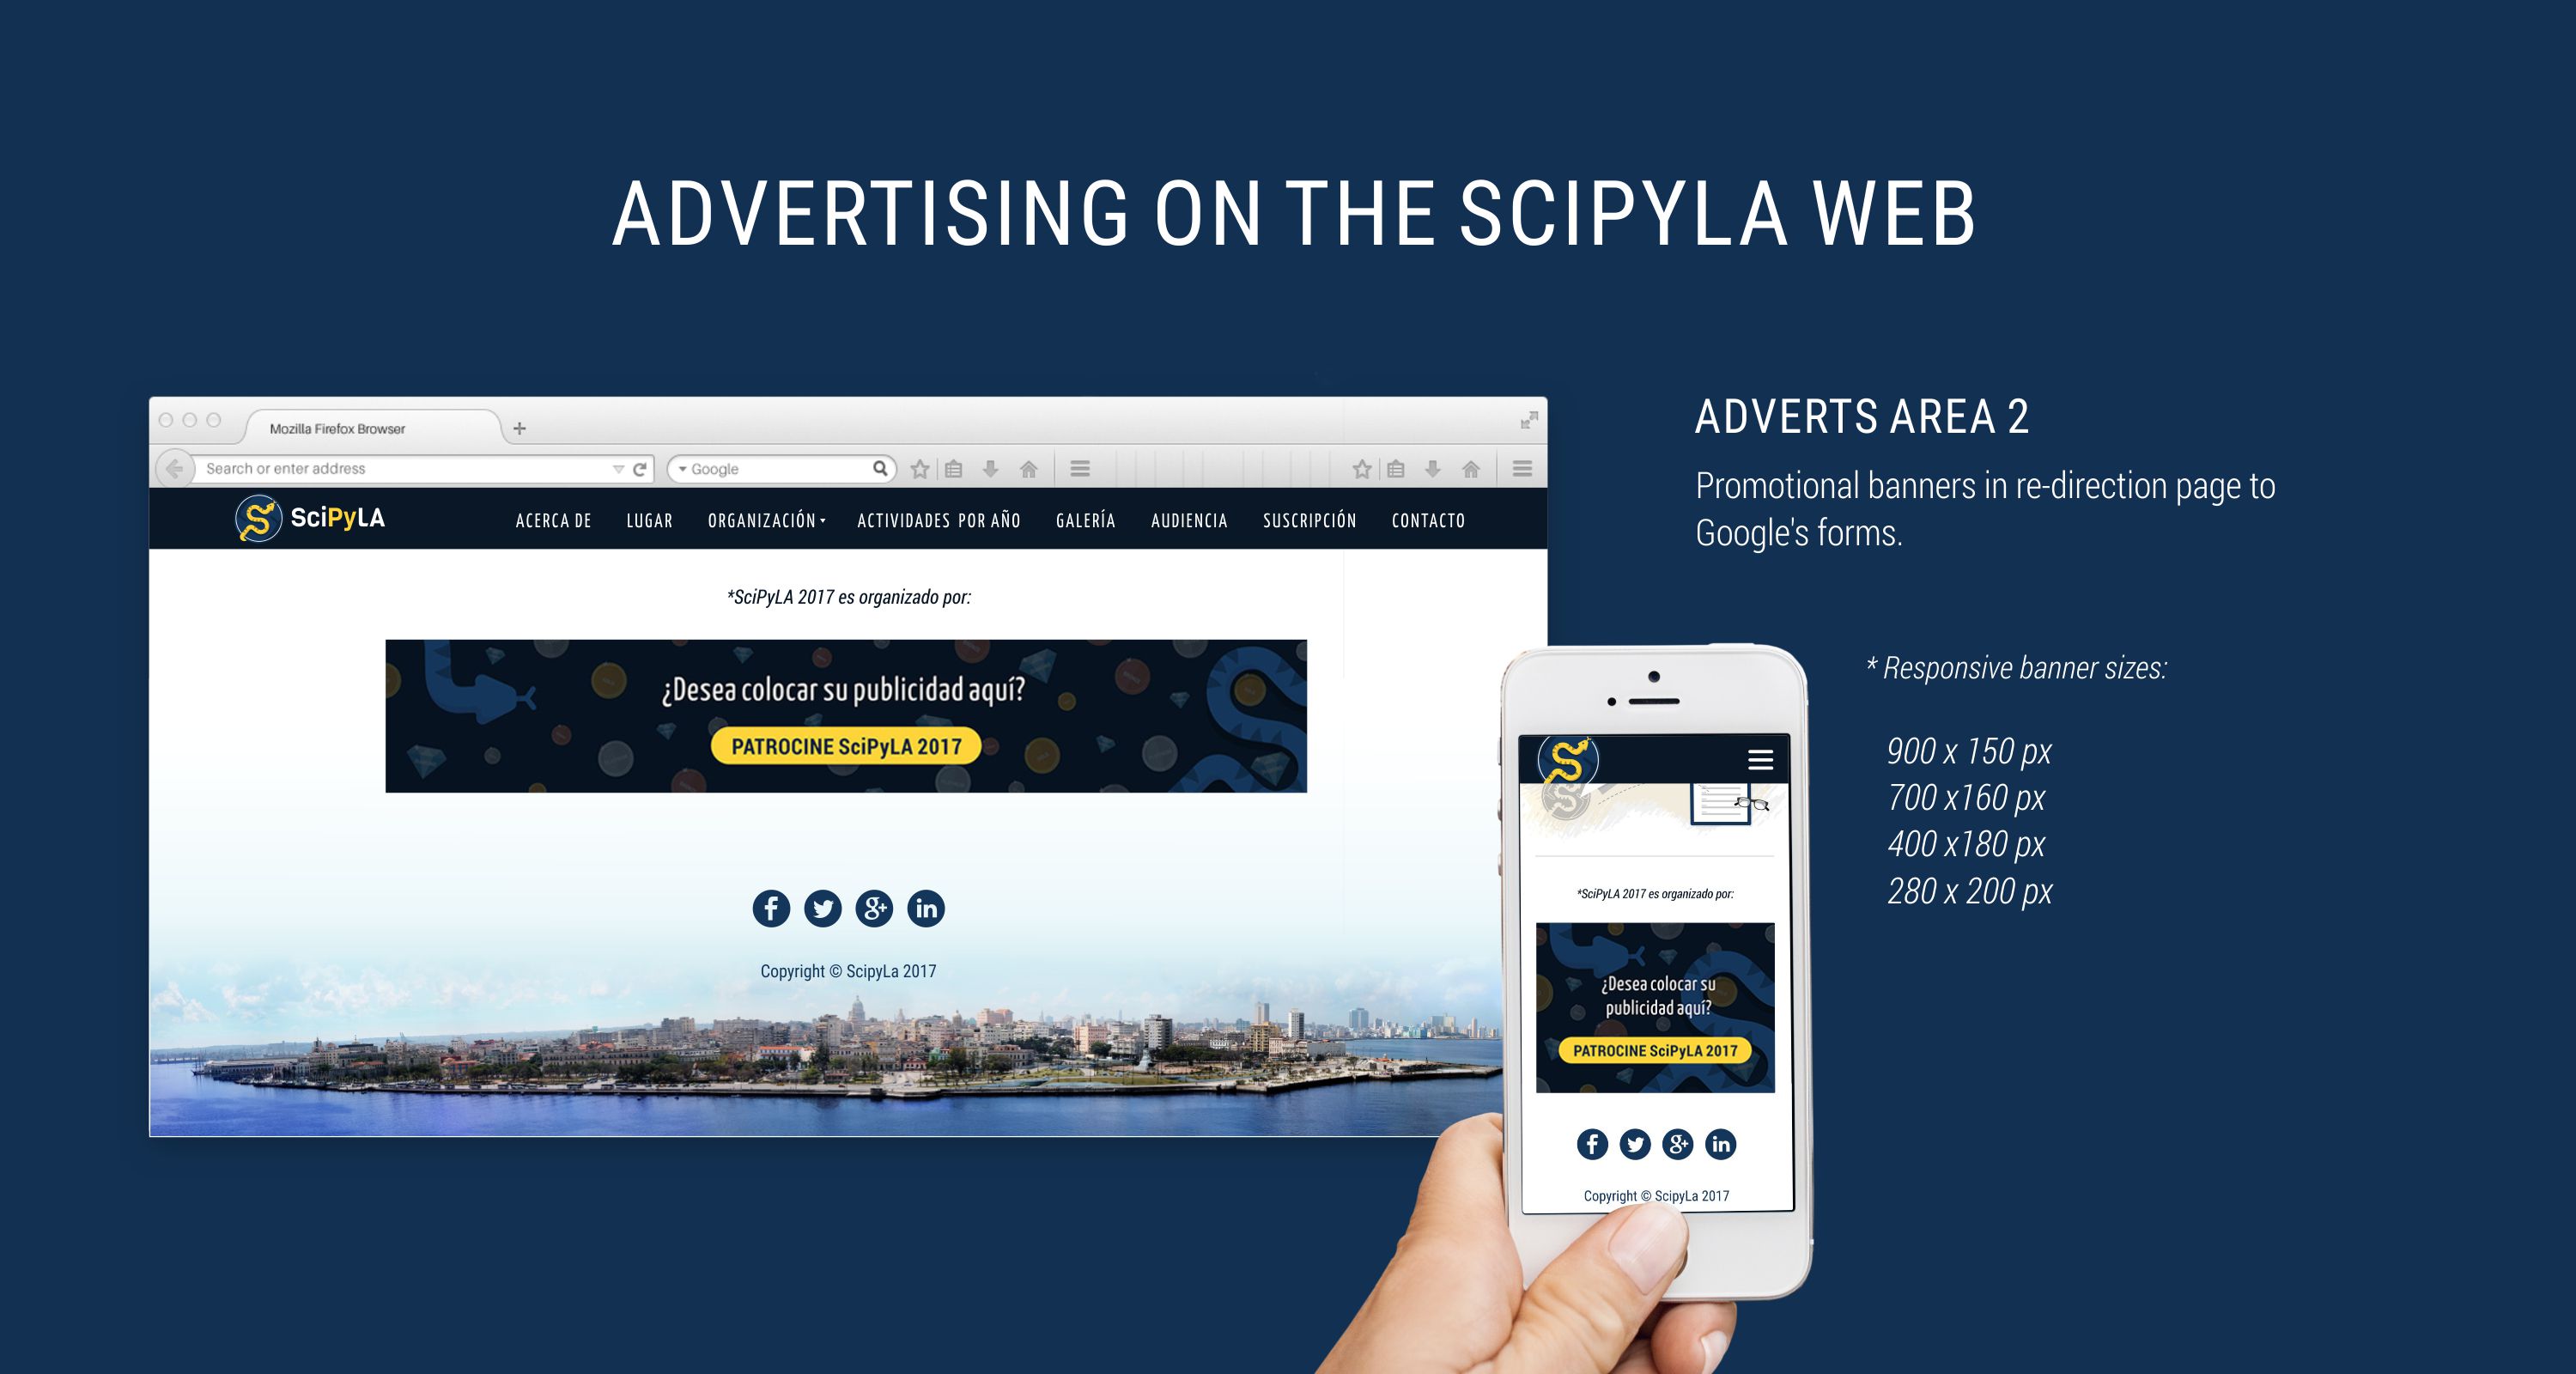 ADVERTISING ON THE SCIPYLA WEB
Mozilla Firefox Browser
Search or enter address
Google
SciPyLA
ACERCA DE
LUGAR
ORGANIZACIÓN
ACTIVIDADES POR AÑO
GALERÍA
AUDIENCIA
SUSCRIPCIÓN
CONTACTO
*SciPyLA 2017 es organizado por:
¿Desea colocar su publicidad aquí?
PATROCINE SciPyLA 2017
Copyright © ScipyLa 2017
ADVERTS AREA 2
Promotional banners in re-direction page to
Google's forms.
* Responsive banner sizes:
900 x 150 px
700 x160 px
400 x180 px
280 x 200 px
*SciPyLA 2017 es organizado por:
¿Desea colocar su
publicidad aquí?
PATROCINE SciPyLA 2017
Copyright © ScipyLa 2017